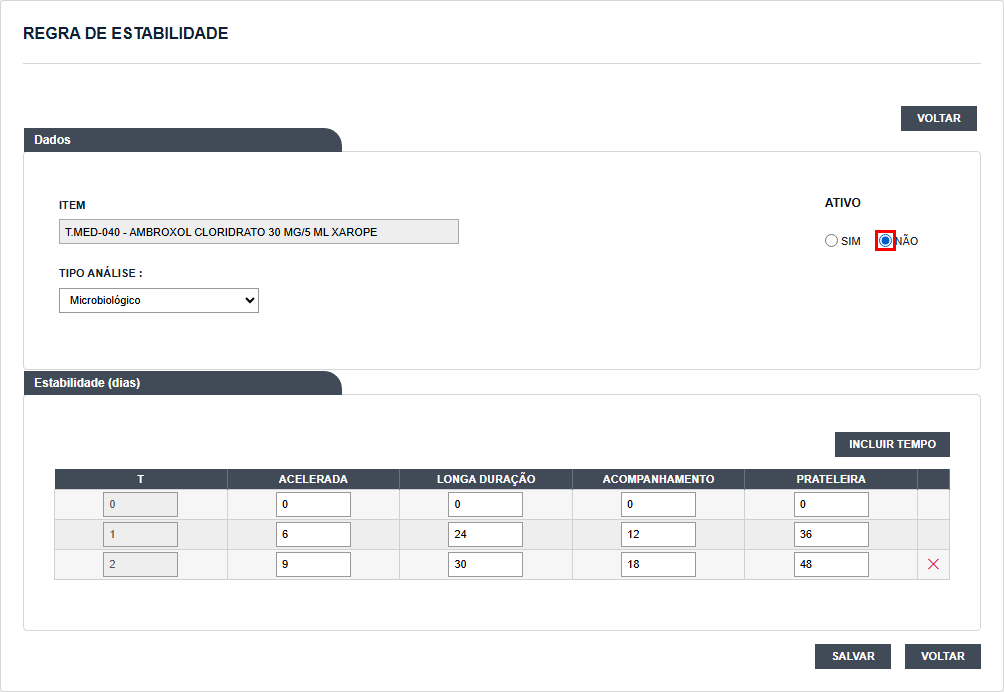 REGRA DE ESTABILIDADE
VOLTAR
Dados
ITEM
ATIVO
T.MED-040 - AMBROXOL CLORIDRATO 30 MG/5 ML XAROPE
SIM NÃO
TIPO ANÁLISE :
Microbiológico
Estabilidade (dias)
INCLUIR TEMPO
T ACELERADA LONGA DURAÇÃO ACOMPANHAMENTO PRATELEIRA
0 0 0 0 0
1 6 24 12 36
2 9 30 18 48
SALVAR VOLTAR